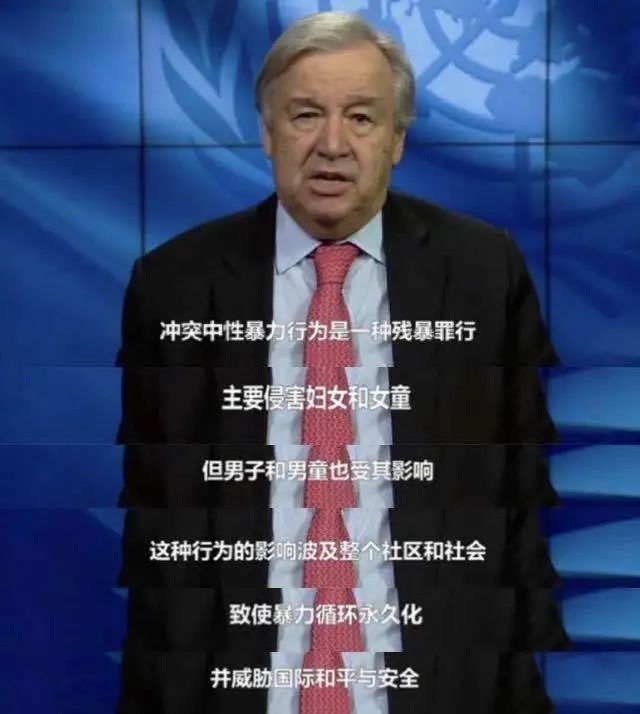 冲突中性暴力行为是一种残暴罪行
主要侵害妇女和女童
但男子和男童也受其影响
这种行为的影响波及整个社区和社会
致使暴力循环永久化
并威胁国际和平与安全